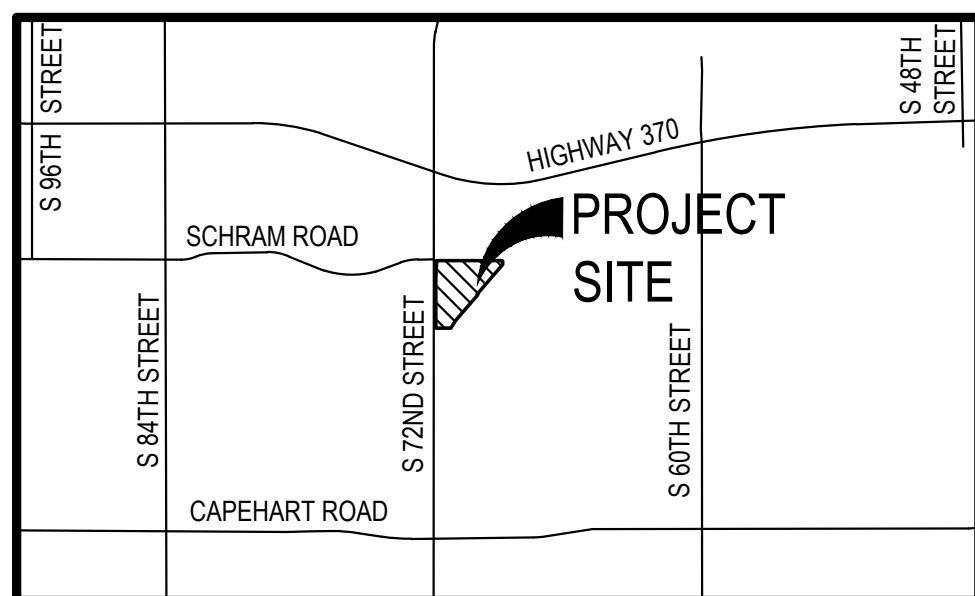 S 96TH STREET
S 48TH
STREET
HIGHWAY 370
PROJECT
SITE
SCHRAM ROAD
S 84TH STREET
S 72ND STREET
S 60TH STREET
CAPEHART ROAD